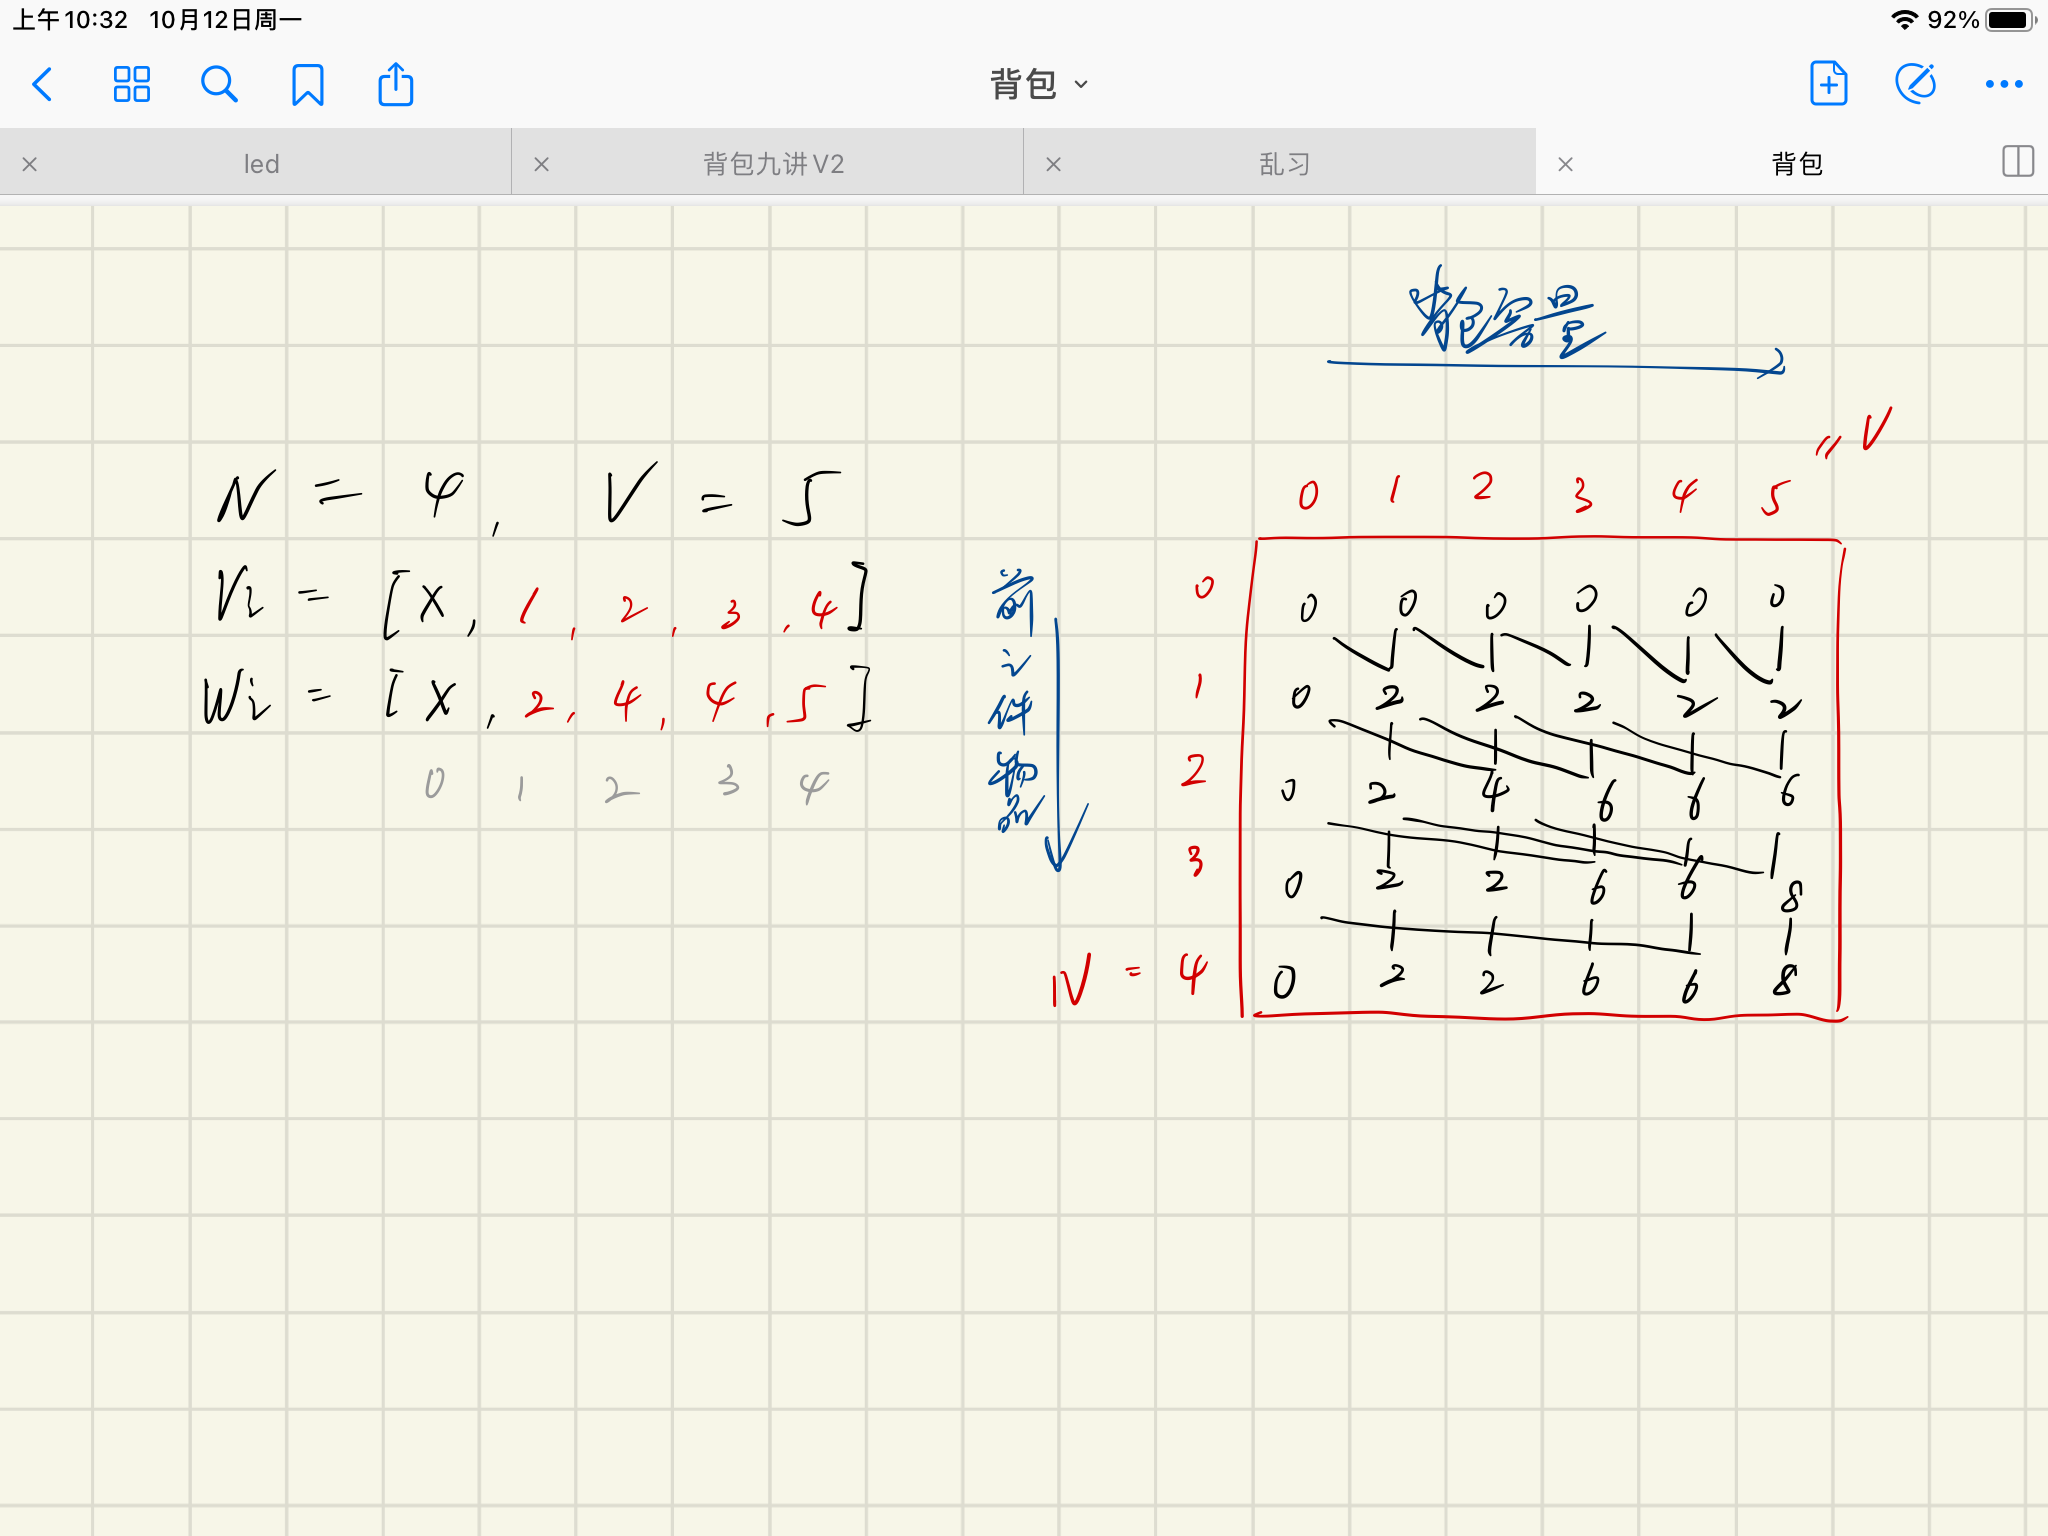 上午10:32 10月12日周一 92%
背包
led 背包九讲V2 乱习 背包
背包容量
N = 4, V = 5
Vi = [X, 1, 2, 3, 4]
Wi = [X, 2, 4, 4, 5]
0 1 2 3 4
前i件物品
= V
0 1 2 3 4 5
0 0 0 0 0 0 0
1 0 2 2 2 2 2
2 0 2 4 6 6 6
3 0 2 2 6 6 8
N = 4 0 2 2 6 6 8